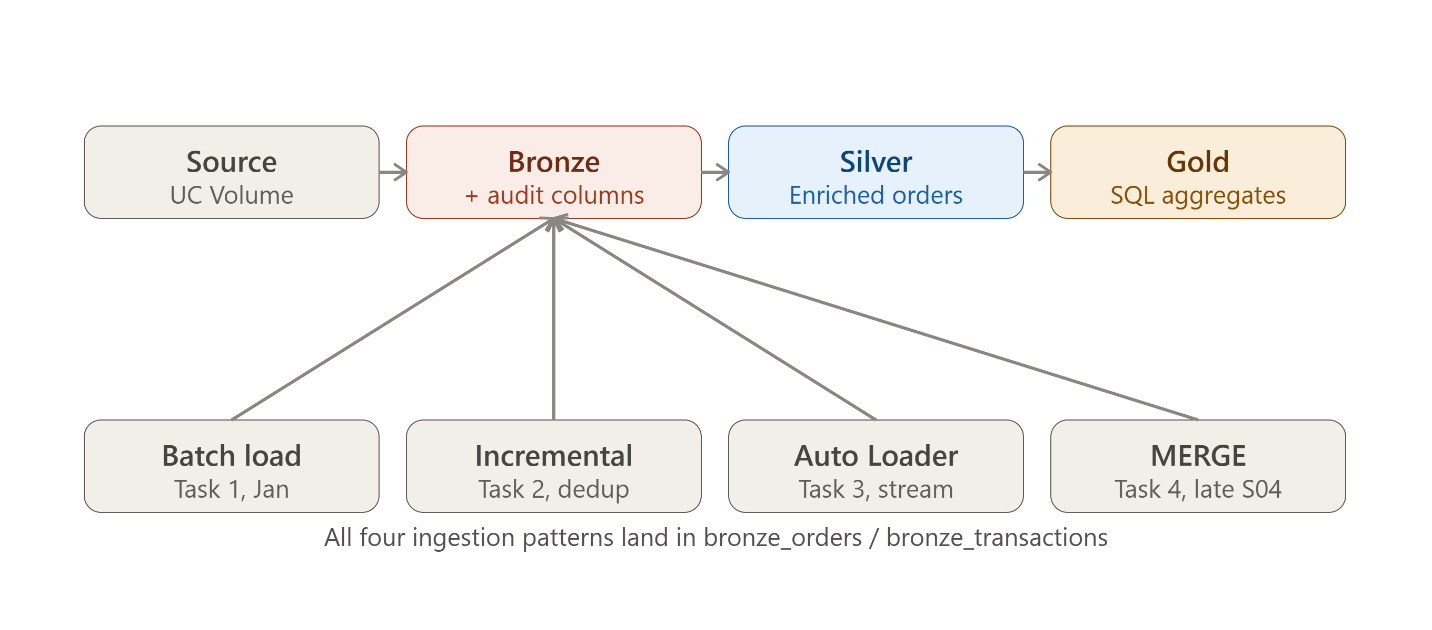 Source
UC Volume
Bronze
+ audit columns
Silver
Enriched orders
Gold
SQL aggregates
Batch load
Task 1, Jan
Incremental
Task 2, dedup
Auto Loader
Task 3, stream
MERGE
Task 4, late S04
All four ingestion patterns land in bronze_orders / bronze_transactions